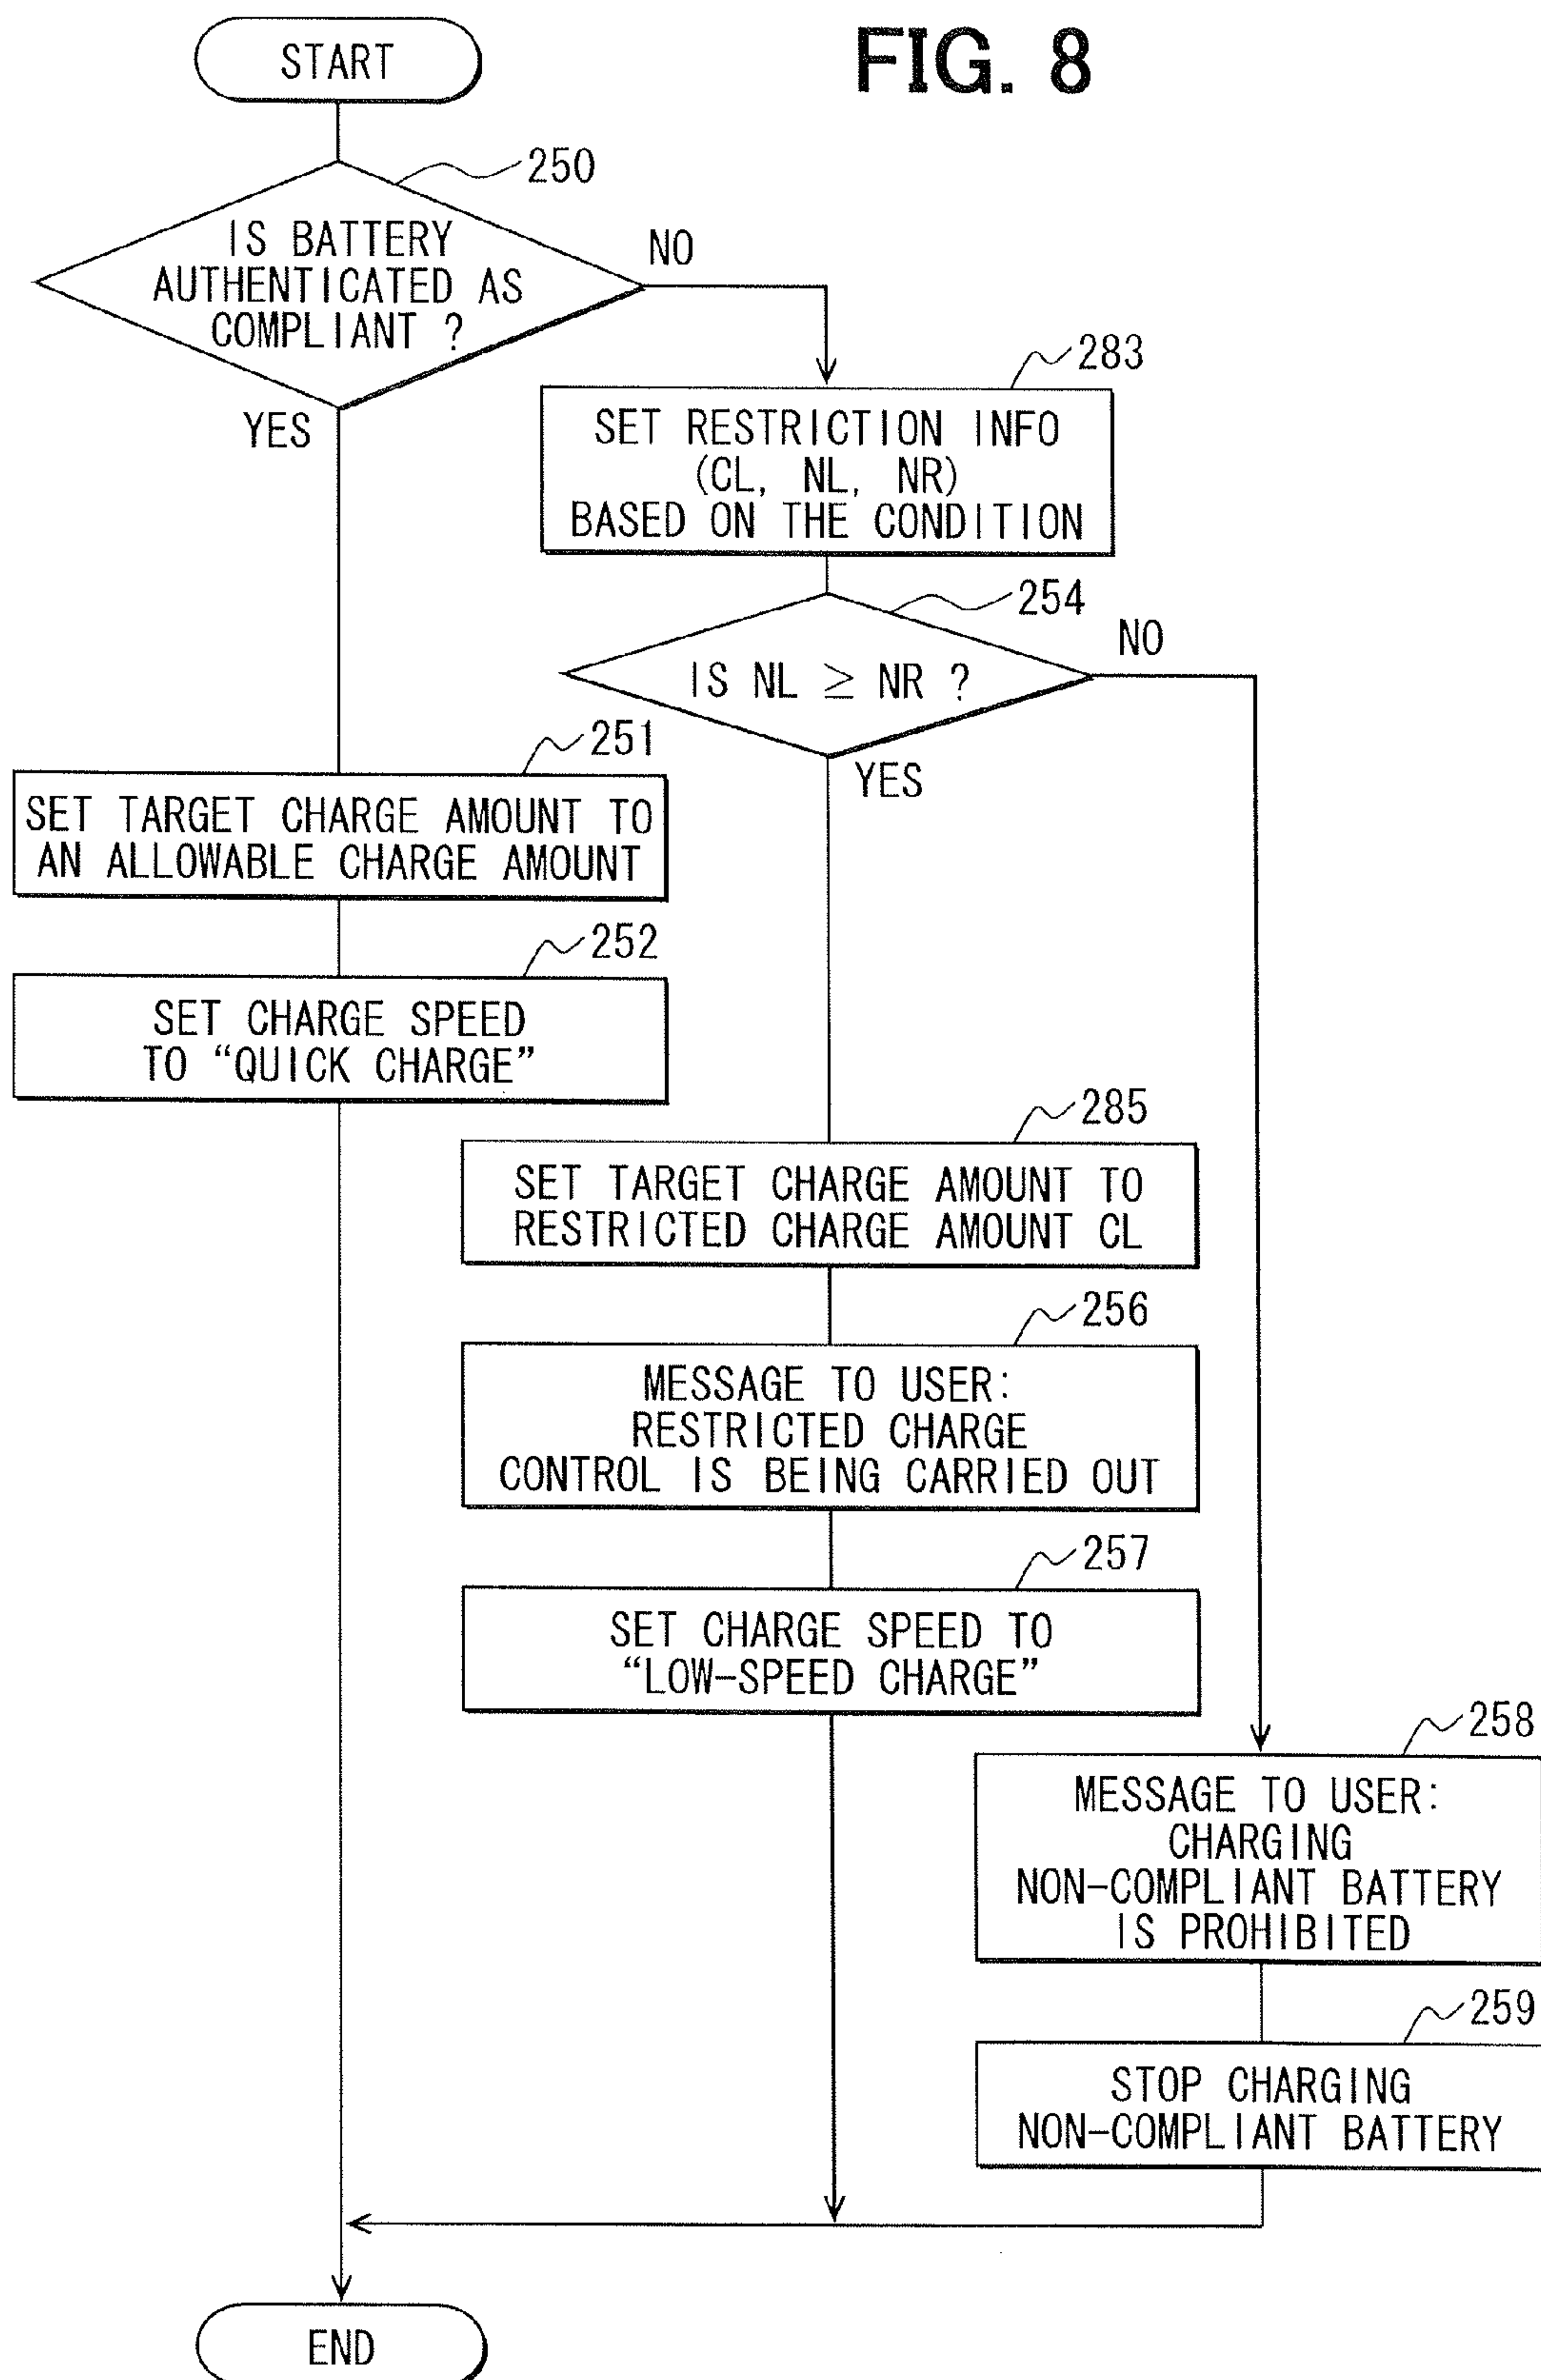 FIG. 8
START
250
IS BATTERY
AUTHENTICATED AS
COMPLIANT ?
NO
YES
283
SET RESTRICTION INFO
(CL, NL, NR)
BASED ON THE CONDITION
254
IS NL ≥ NR ?
NO
YES
251
SET TARGET CHARGE AMOUNT TO
AN ALLOWABLE CHARGE AMOUNT
252
SET CHARGE SPEED
TO “QUICK CHARGE”
285
SET TARGET CHARGE AMOUNT TO
RESTRICTED CHARGE AMOUNT CL
256
MESSAGE TO USER:
RESTRICTED CHARGE
CONTROL IS BEING CARRIED OUT
257
SET CHARGE SPEED TO
“LOW-SPEED CHARGE”
258
MESSAGE TO USER:
CHARGING
NON-COMPLIANT BATTERY
IS PROHIBITED
259
STOP CHARGING
NON-COMPLIANT BATTERY
END